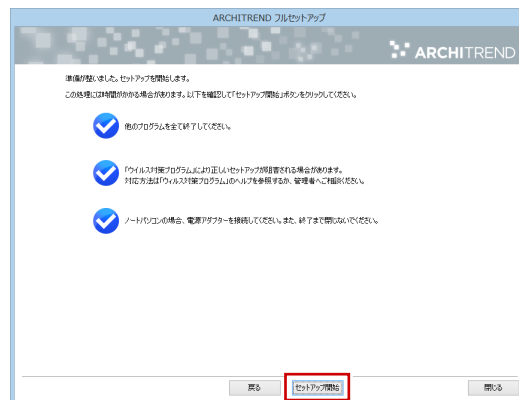 ARCHITREND フルセットアップ
ARCHITREND
準備が整いました。セットアップを開始します。
この処理には時間がかかる場合があります。以下を確認して「セットアップ開始」ボタンをクリックしてください。
他のプログラムを全て終了してください。
「ウイルス対策プログラム」により正しいセットアップが阻害される場合があります。
対応方法は「ウィルス対策プログラム」のヘルプを参照するか、管理者へご相談ください。
ノートパソコンの場合、電源アダプターを接続してください。また、終了まで閉じないでください。
戻る セットアップ開始 閉じる